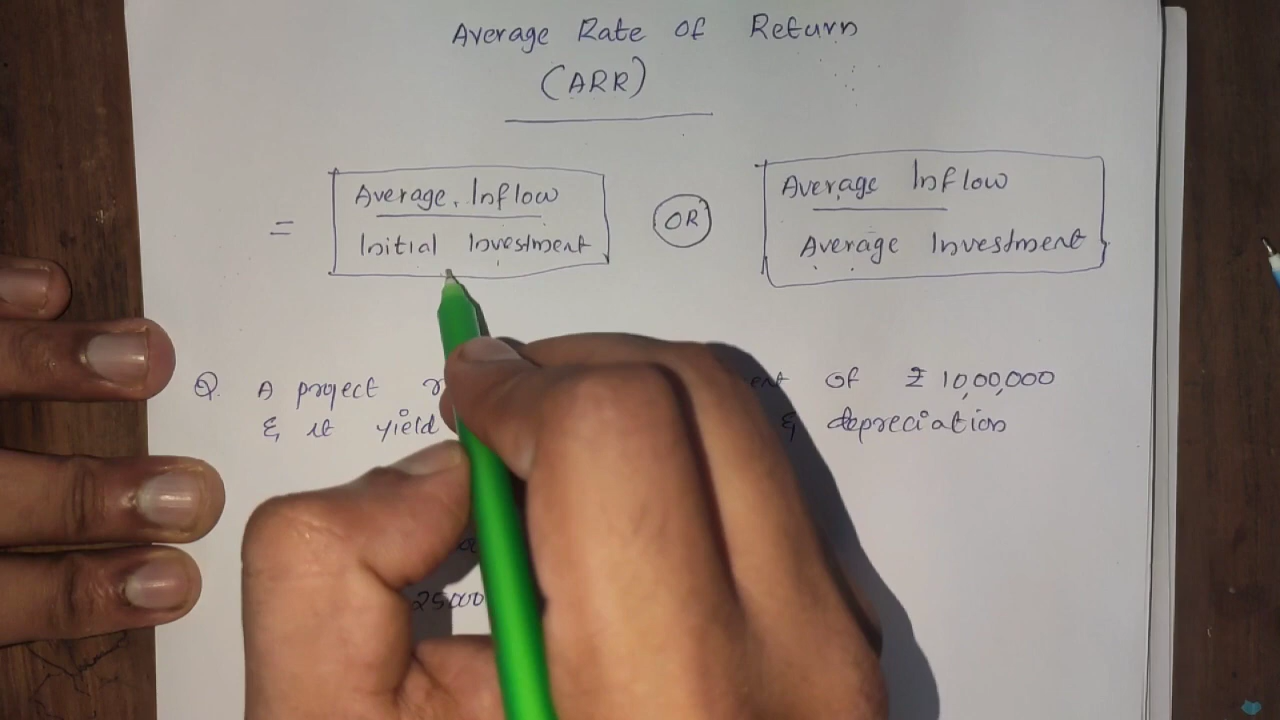 Average Rate of Return
(ARR)
= Average Inflow OR Average Inflow
Initial Investment Average Investment
Q. A project of ₹ 10,00,000
& it yield & depreciation
25000